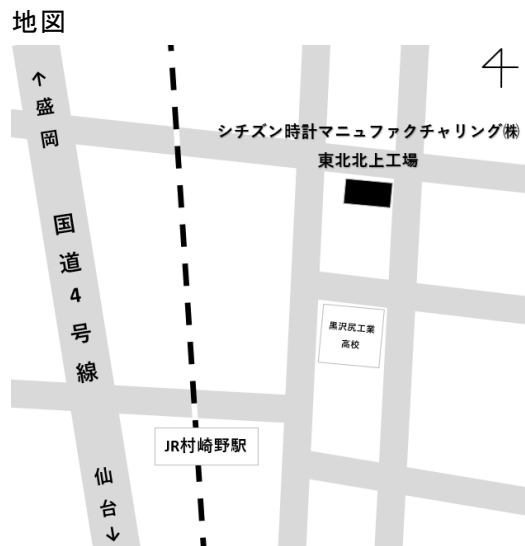 地図
↑盛岡
シチズン時計マニュファクチャリング㈱
東北北上工場
国道4号線
黒沢尻工業
高校
JR村崎野駅
仙台↓